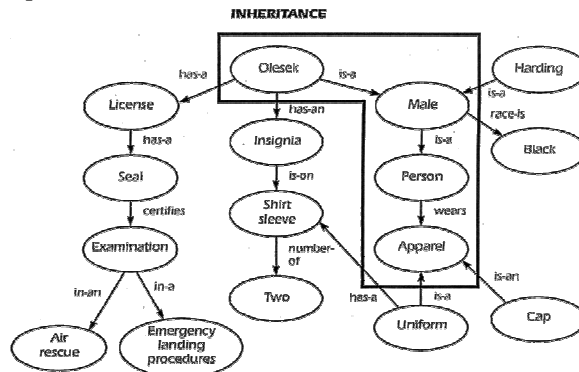 INHERITANCE
Olesek
Harding
has-a
is-a
License
Male
is-a
has-an
race-is
Insignia
Black
has-a
is-a
Seal
is-on
Person
Shirt
sleeve
certifies
wears
Examination
number-
of
Apparel
in-an
in-a
Two
has-a
is-a
is-an
Air
rescue
Emergency
landing
procedures
Uniform
Cap